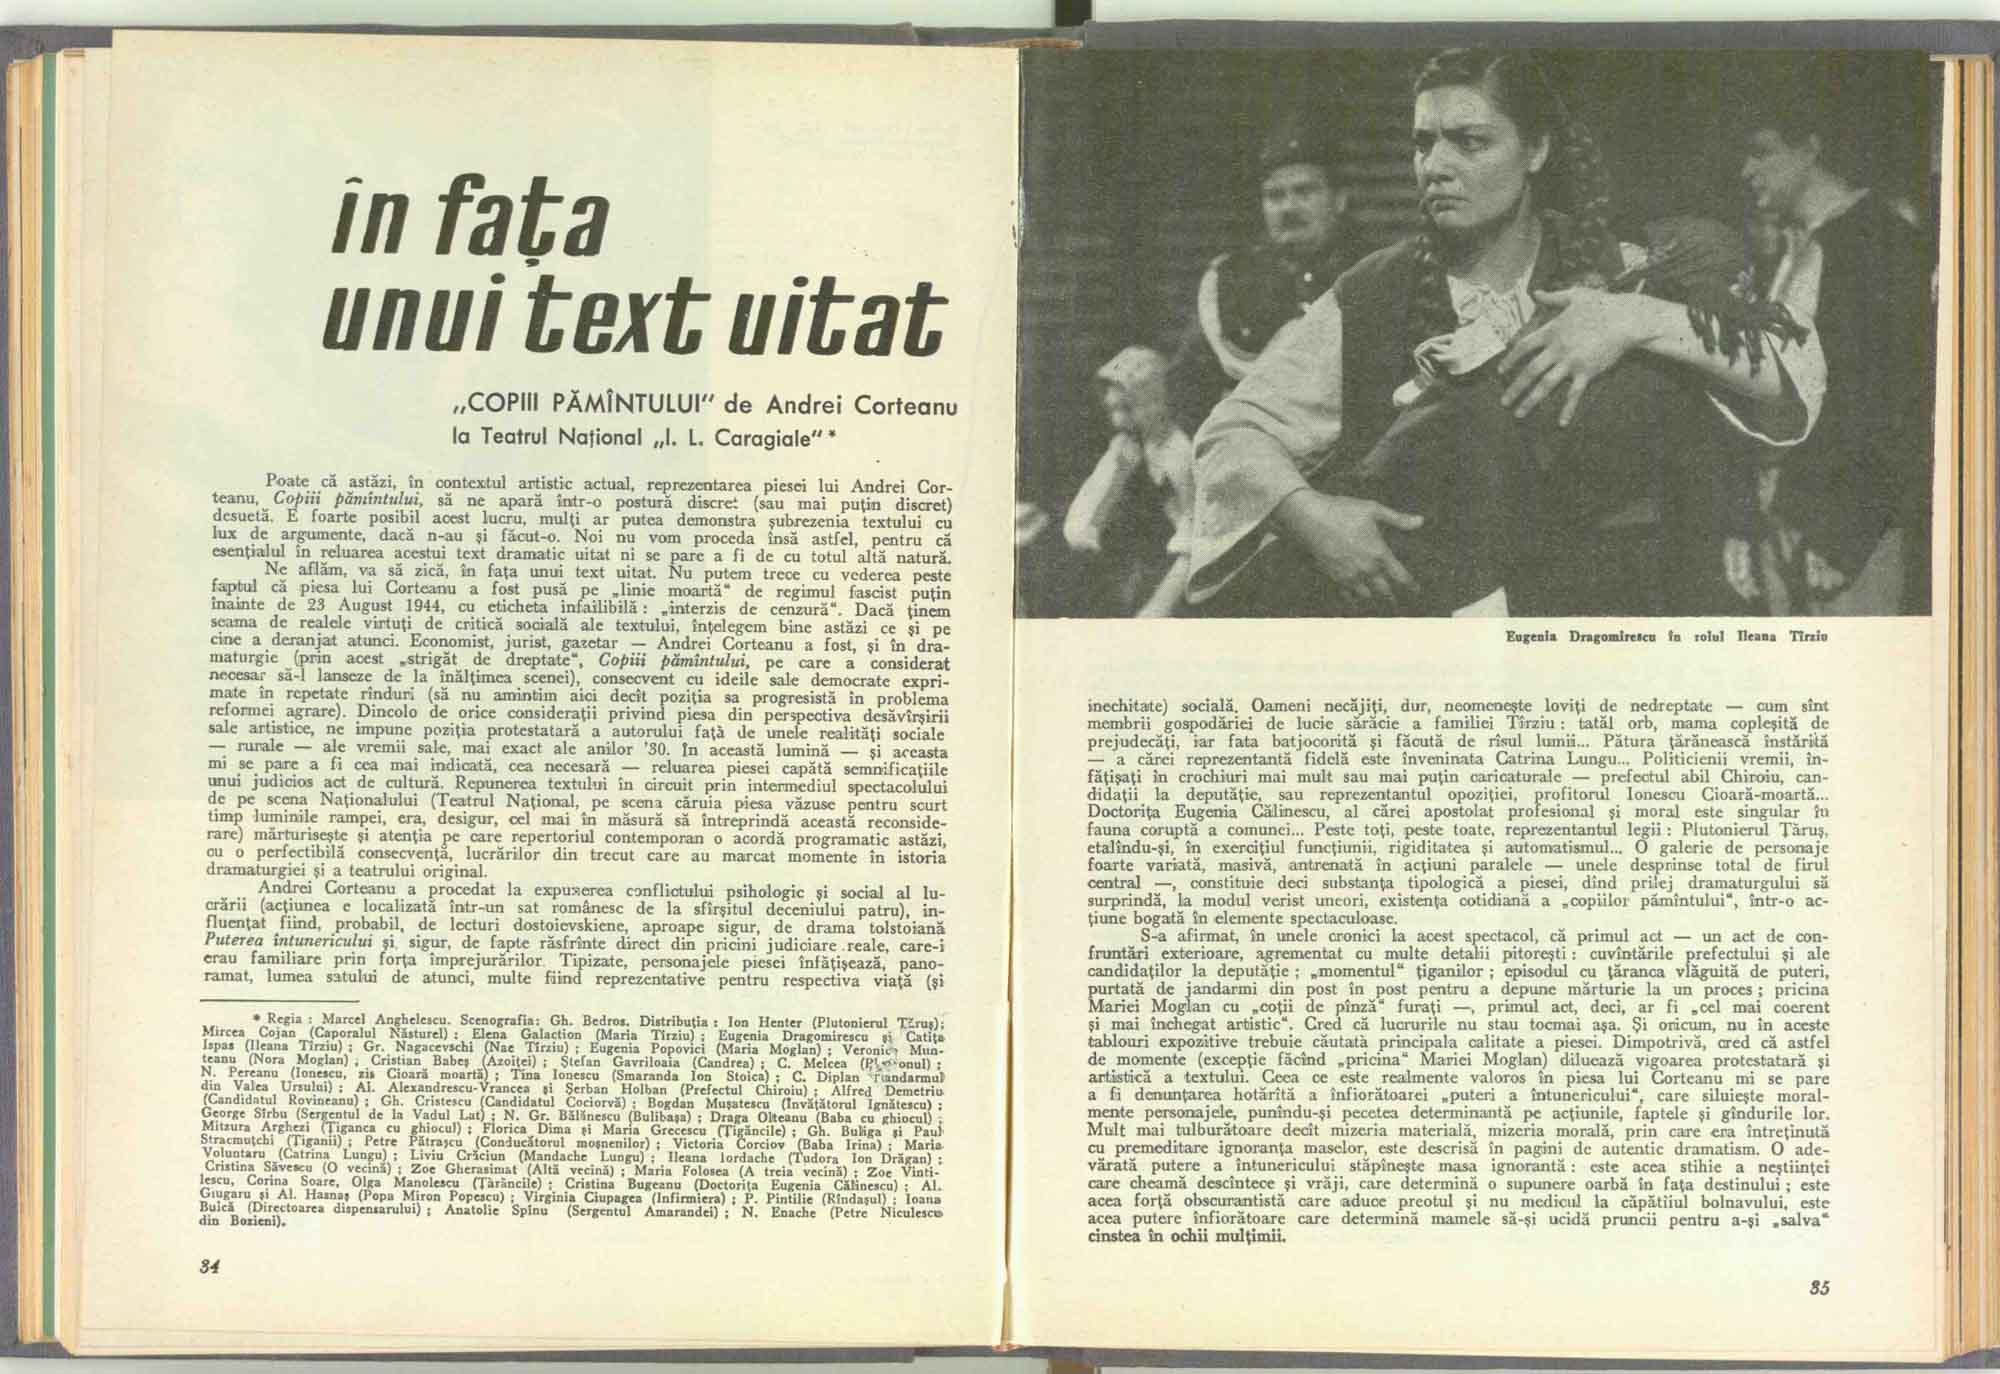 în fața
unui text uitat
„COPIII PĂMÎNTULUI" de Andrei Corteanu
la Teatrul Național „I. L. Caragiale" *
Poate că astăzi, în contextul artistic actual, reprezentarea piesei lui Andrei Cor-
teanu, Copiii pămîntului, să ne apară într-o postură discret (sau mai puțin discret)
desuetă. E foarte posibil acest lucru, mulți ar putea demonstra șubrezenia textului cu
lux de argumente, dacă n-au și făcut-o. Noi nu vom proceda însă astfel, pentru că
esențialul în reluarea acestui text dramatic uitat ni se pare a fi de cu totul altă natură.
Ne aflăm, va să zică, în fața unui text uitat. Nu putem trece cu vederea peste
faptul că piesa lui Corteanu a fost pusă pe „linie moartă“ de regimul fascist puțin
înainte de 23 August 1944, cu eticheta infailibilă : „interzis de cenzură“. Dacă ținem
seama de realele virtuți de critică socială ale textului, înțelegem bine astăzi ce și pe
cine a deranjat atunci. Economist, jurist, gazetar — Andrei Corteanu a fost, și în dra-
maturgie (prin acest „strigăt de dreptate“, Copiii pămîntului, pe care a considerat
necesar să-l lanseze de la înălțimea scenei), consecvent cu ideile sale democrate expri-
mate în repetate rînduri (să nu amintim aici decît poziția sa progresistă în problema
reformei agrare). Dincolo de orice considerații privind piesa din perspectiva desăvîrșirii
sale artistice, ne impune poziția protestatară a autorului față de unele realități sociale
— rurale — ale vremii sale, mai exact ale anilor '30. In această lumină — și aceasta
mi se pare a fi cea mai indicată, cea necesară — reluarea piesei capătă semnificațiile
unui judicios act de cultură. Repunerea textului în circuit prin intermediul spectacolului
de pe scena Naționalului (Teatrul Național, pe scena căruia piesa văzuse pentru scurt
timp luminile rampei, era, desigur, cel mai în măsură să întreprindă această reconside-
rare) mărturisește și atenția pe care repertoriul contemporan o acordă programatic astăzi,
cu o perfectibilă consecvență, lucrărilor din trecut care au marcat momente în istoria
dramaturgiei și a teatrului original.
Andrei Corteanu a procedat la expunerea conflictului psihologic și social al lu-
crării (acțiunea e localizată într-un sat românesc de la sfîrșitul deceniului patru), in-
fluențat fiind, probabil, de lecturi dostoievskiene, aproape sigur, de drama tolstoiană
Puterea întunericului și, sigur, de fapte răsfrînte direct din pricini judiciare reale, care-i
erau familiare prin forța împrejurărilor. Tipizate, personajele piesei înfățișează, pano-
ramat, lumea satului de atunci, multe fiind reprezentative pentru respectiva viață (și
* Regia : Marcel Anghelescu. Scenografia: Gh. Bedros. Distribuția : Ion Henter (Plutonierul Țăruș);
Mircea Cojan (Caporalul Năsturel) ; Elena Galaction (Maria Tîrziu) ; Eugenia Dragomirescu și Catița
Ispas (Ileana Tîrziu) ; Gr. Nagacevschi (Nae Tîrziu) ; Eugenia Popovici (Maria Moglan) ; Veronica Mun-
teanu (Nora Moglan) ; Cristian Babeș (Azoiței) ; Ștefan Gavriloaia (Candrea) ; C. Melcea
N. Pereanu (Ionescu, zis Cioară moartă) ; Tina Ionescu (Smaranda Ion Stoica) ; C. Diplan (Jandarmul
din Valea Ursului) ; Al. Alexandrescu-Vrancea și Șerban Holban (Prefectul Chiroiu) ; Alfred Demetriu
(Candidatul Rovineanu) ; Gh. Cristescu (Candidatul Cociorvă) ; Bogdan Mușatescu (Învățătorul Ignătescu) ;
George Sîrbu (Sergentul de la Vadul Lat) ; N. Gr. Bălănescu (Bulibașa) ; Draga Olteanu (Baba cu ghiocul) ;
Mitzura Arghezi (Țiganca cu ghiocul) ; Florica Dima și Maria Grecescu (Țigăncile) ; Gh. Buliga și Paul
Stracmutchi (Țiganii) ; Petre Pătrașcu (Conducătorul moșnenilor) ; Victoria Corciov (Baba Irina) ; Maria
Voluntaru (Catrina Lungu) ; Liviu Crăciun (Mandache Lungu) ; Ileana Iordache (Tudora Ion Drăgan) ;
Cristina Săvescu (O vecină) ; Zoe Gherasimat (Altă vecină) ; Maria Folosea (A treia vecină) ; Zoe Vinti-
lescu, Corina Soare, Olga Manolescu (Țărăncile) ; Cristina Bugeanu (Doctorița Eugenia Călinescu) ; Al.
Giugaru și Al. Hasnaș (Popa Miron Popescu) ; Virginia Ciupagea (Infirmiera) ; P. Pintilie (Rîndașul) ; Ioana
Buică (Directoarea dispensarului) ; Anatolie Spînu (Sergentul Amarandei) ; N. Enache (Petre Niculescu
din Bozieni).
34
Eugenia Dragomirescu în rolul Ileana Tîrziu
inechitate) socială. Oameni necăjiți, dur, neomenește loviți de nedreptate — cum sînt
membrii gospodăriei de lucie sărăcie a familiei Tîrziu : tatăl orb, mama copleșită de
prejudecăți, iar fata batjocorită și făcută de rîsul lumii... Pătura țărănească înstărită
— a cărei reprezentantă fidelă este înveninata Catrina Lungu... Politicienii vremii, în-
fățișați în crochiuri mai mult sau mai puțin caricaturale — prefectul abil Chiroiu, can-
didații la deputăție, sau reprezentantul opoziției, profitorul Ionescu Cioară-moartă...
Doctorița Eugenia Călinescu, al cărei apostolat profesional și moral este singular în
fauna coruptă a comunei... Peste toți, peste toate, reprezentantul legii : Plutonierul Țăruș,
etalîndu-și, în exercițiul funcțiunii, rigiditatea și automatismul... O galerie de personaje
foarte variată, masivă, antrenată în acțiuni paralele — unele desprinse total de firul
central —, constituie deci substanța tipologică a piesei, dînd prilej dramaturgului să
surprindă, la modul verist uneori, existența cotidiană a „copiilor pămîntului“, într-o ac-
țiune bogată în elemente spectaculoase.
S-a afirmat, în unele cronici la acest spectacol, că primul act — un act de con-
fruntări exterioare, agrementat cu multe detalii pitorești : cuvîntările prefectului și ale
candidaților la deputăție ; „momentul“ țiganilor ; episodul cu țăranca vlăguită de puteri,
purtată de jandarmi din post în post pentru a depune mărturie la un proces ; pricina
Mariei Moglan cu „coții de pînză“ furați —, primul act, deci, ar fi „cel mai coerent
și mai închegat artistic“. Cred că lucrurile nu stau tocmai așa. Și oricum, nu în aceste
tablouri expozitive trebuie căutată principala calitate a piesei. Dimpotrivă, cred că astfel
de momente (excepție făcînd „pricina“ Mariei Moglan) diluează vigoarea protestatară și
artistică a textului. Ceea ce este realmente valoros în piesa lui Corteanu mi se pare
a fi denunțarea hotărîtă a înfiorătoarei „puteri a întunericului“, care siluiește moral-
mente personajele, punîndu-și pecetea determinantă pe acțiunile, faptele și gîndurile lor.
Mult mai tulburătoare decît mizeria materială, mizeria morală, prin care era întreținută
cu premeditare ignoranța maselor, este descrisă în pagini de autentic dramatism. O ade-
vărată putere a întunericului stăpînește masa ignorantă : este acea stihie a neștiinței
care cheamă descîntece și vrăji, care determină o supunere oarbă în fața destinului ; este
acea forță obscurantistă care aduce preotul și nu medicul la căpătîiul bolnavului, este
acea putere înfiorătoare care determină mamele să-și ucidă pruncii pentru a-și „salva“
cinstea în ochii mulțimii.
35